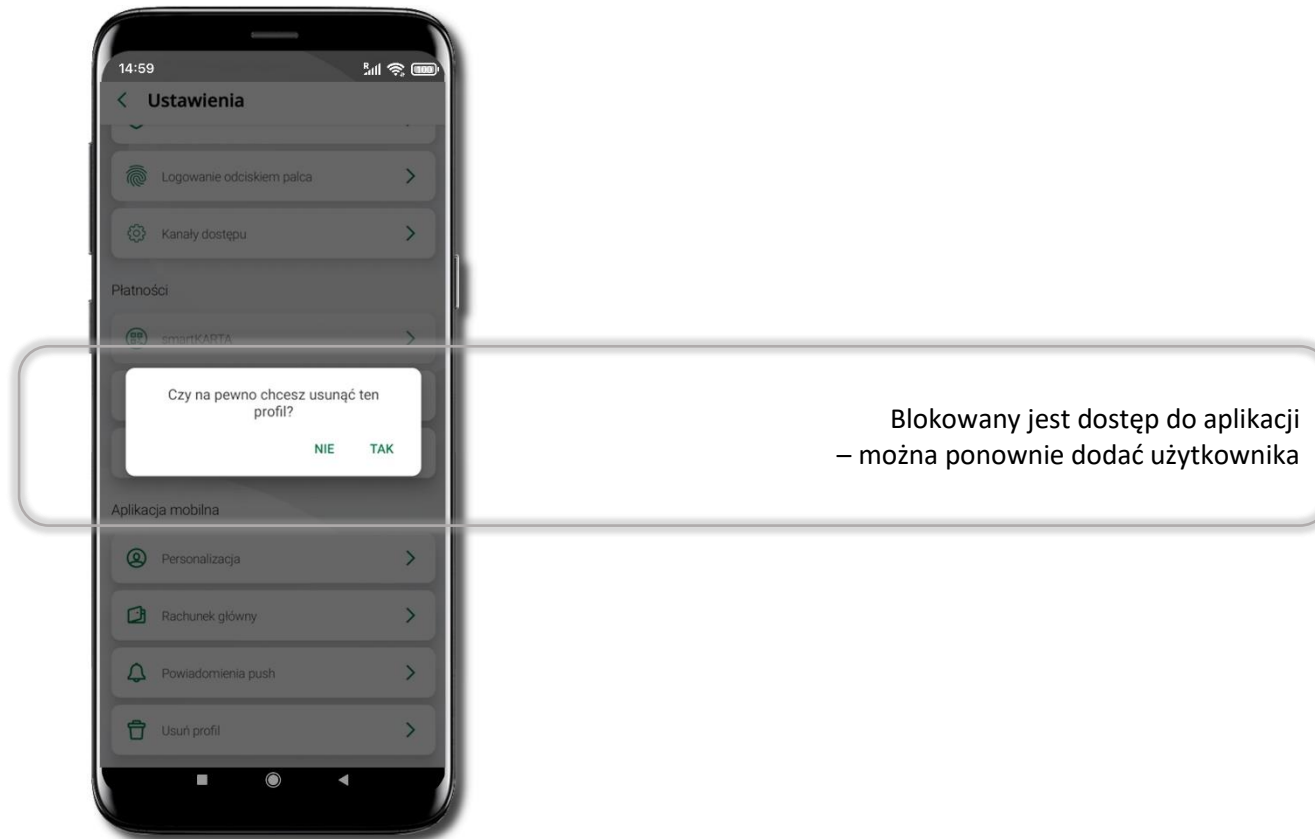 14:59
R
100
Ustawienia
Logowanie odciskiem palca
Kanały dostępu
Płatności
smartKARTA
Czy na pewno chcesz usunąć ten
profil?
NIE TAK
Blokowany jest dostęp do aplikacji
– można ponownie dodać użytkownika
Aplikacja mobilna
Personalizacja
Rachunek główny
Powiadomienia push
Usuń profil